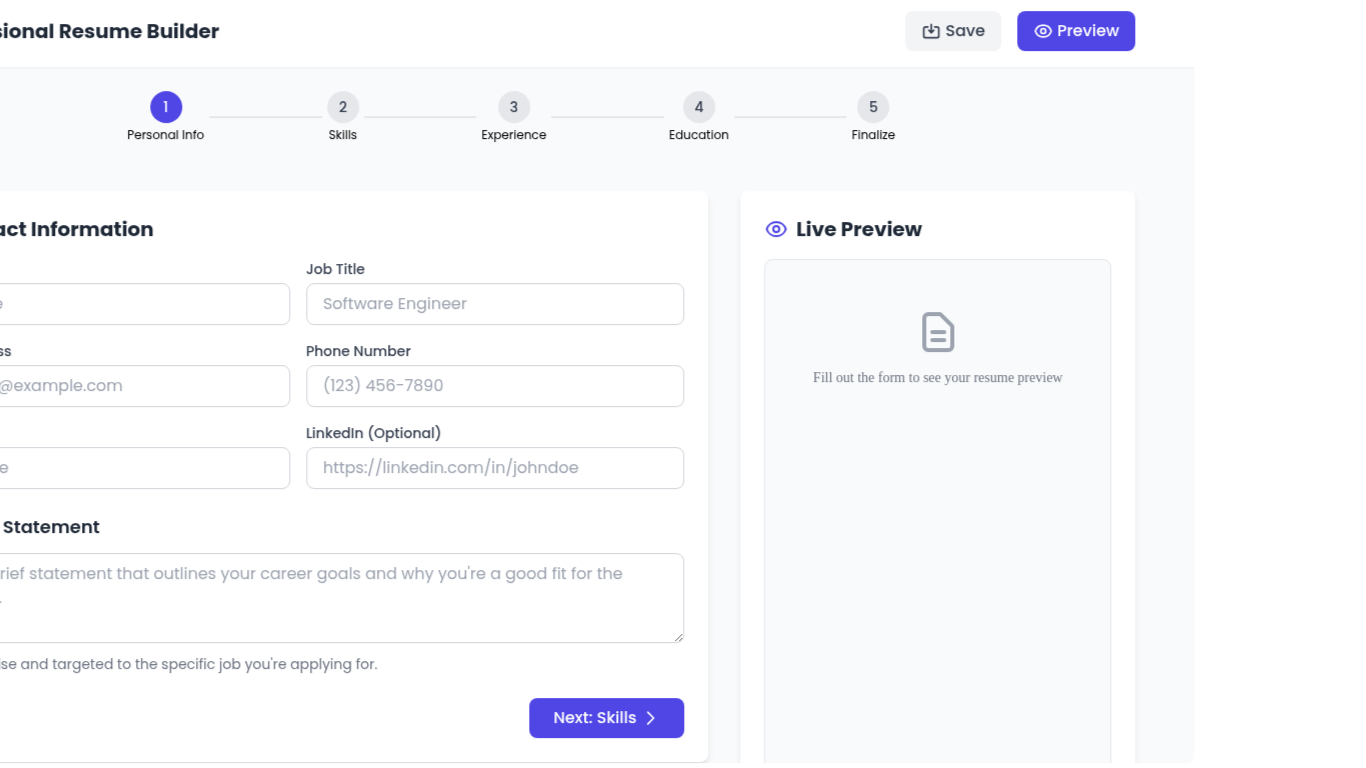 sional Resume Builder
Save
Preview
1
2
3
4
5
Personal Info
Skills
Experience
Education
Finalize
act Information
Job Title
e
Software Engineer
ss
Phone Number
@example.com
(123) 456-7890
LinkedIn (Optional)
e
https://linkedin.com/in/johndoe
Statement
rief statement that outlines your career goals and why you're a good fit for the
.
ise and targeted to the specific job you're applying for.
Next: Skills
Live Preview
Fill out the form to see your resume preview